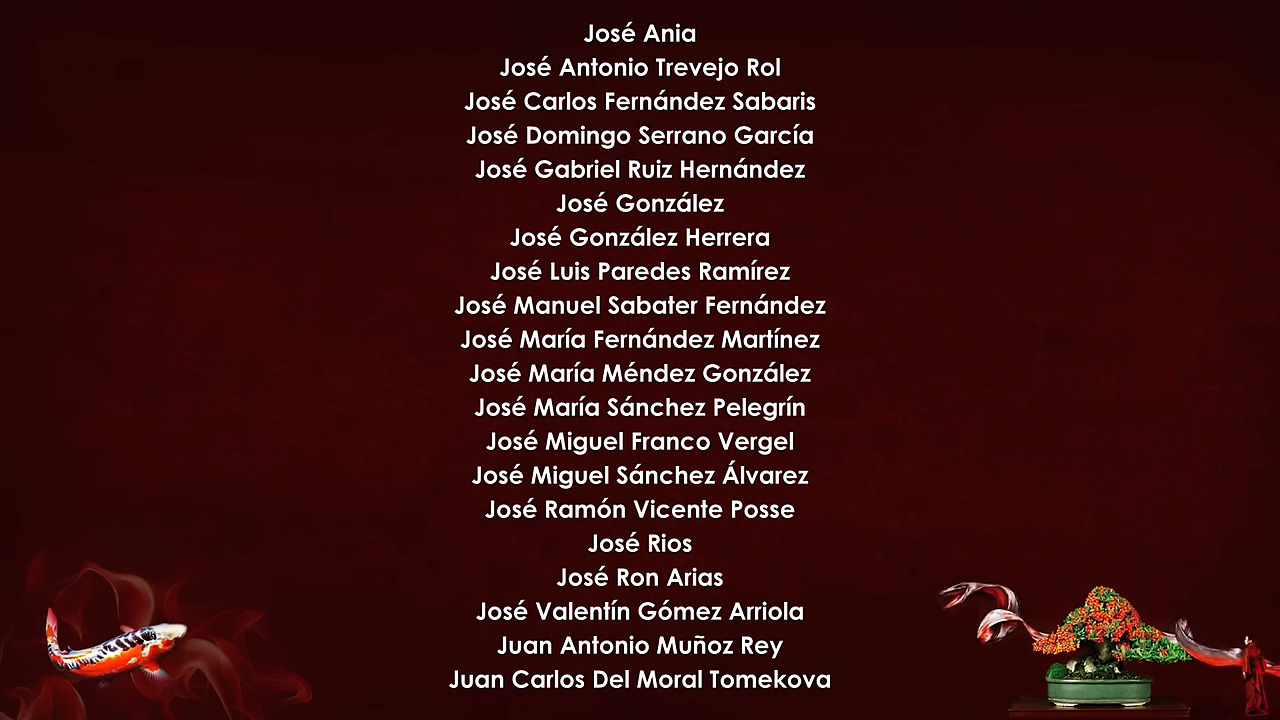 José Ania
José Antonio Trevejo Rol
José Carlos Fernández Sabaris
José Domingo Serrano García
José Gabriel Ruiz Hernández
José González
José González Herrera
José Luis Paredes Ramírez
José Manuel Sabater Fernández
José María Fernández Martínez
José María Méndez González
José María Sánchez Pelegrín
José Miguel Franco Vergel
José Miguel Sánchez Álvarez
José Ramón Vicente Posse
José Rios
José Ron Arias
José Valentín Gómez Arriola
Juan Antonio Muñoz Rey
Juan Carlos Del Moral Tomekova